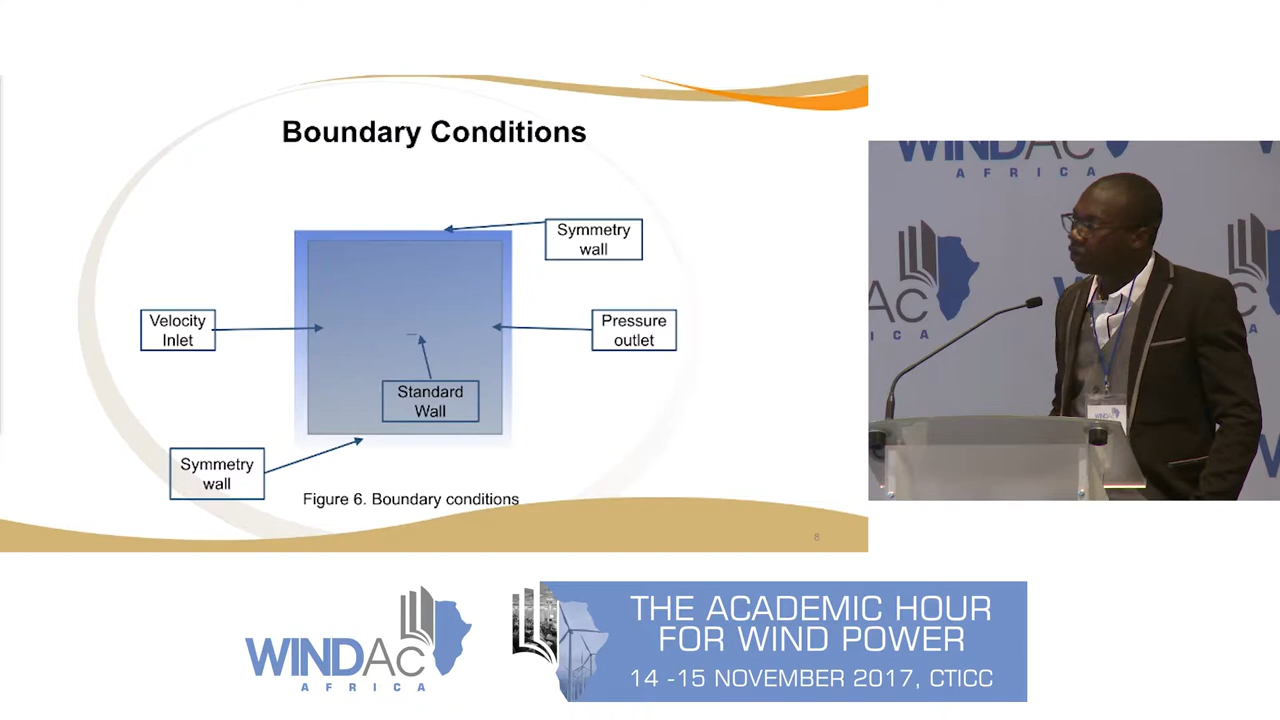 Boundary Conditions
Symmetry
wall
Velocity
Inlet
Pressure
outlet
Standard
Wall
Symmetry
wall
Figure 6. Boundary conditions
8
WINDAC
AFRICA
WINDAC
AFRICA
THE ACADEMIC HOUR
FOR WIND POWER
14 -15 NOVEMBER 2017, CTICC